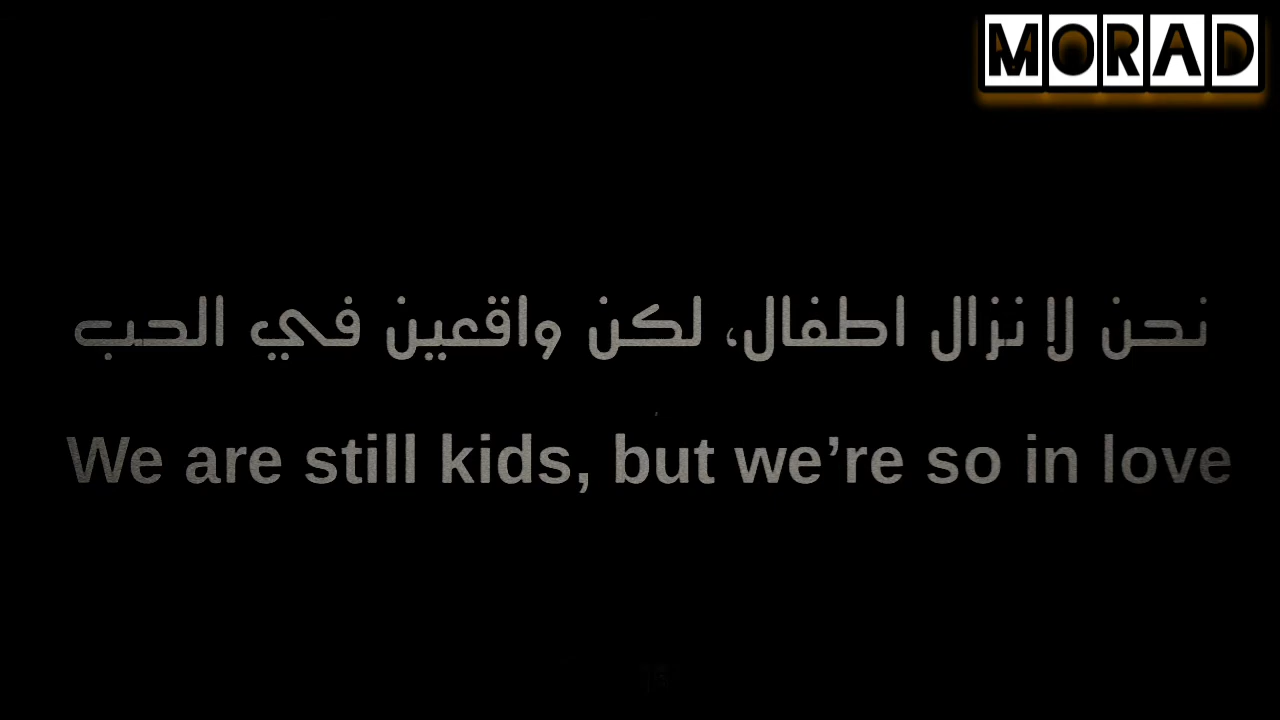 MORAD
نحن لا نزال اطفال، لكن واقعين في الحب
We are still kids, but we’re so in love